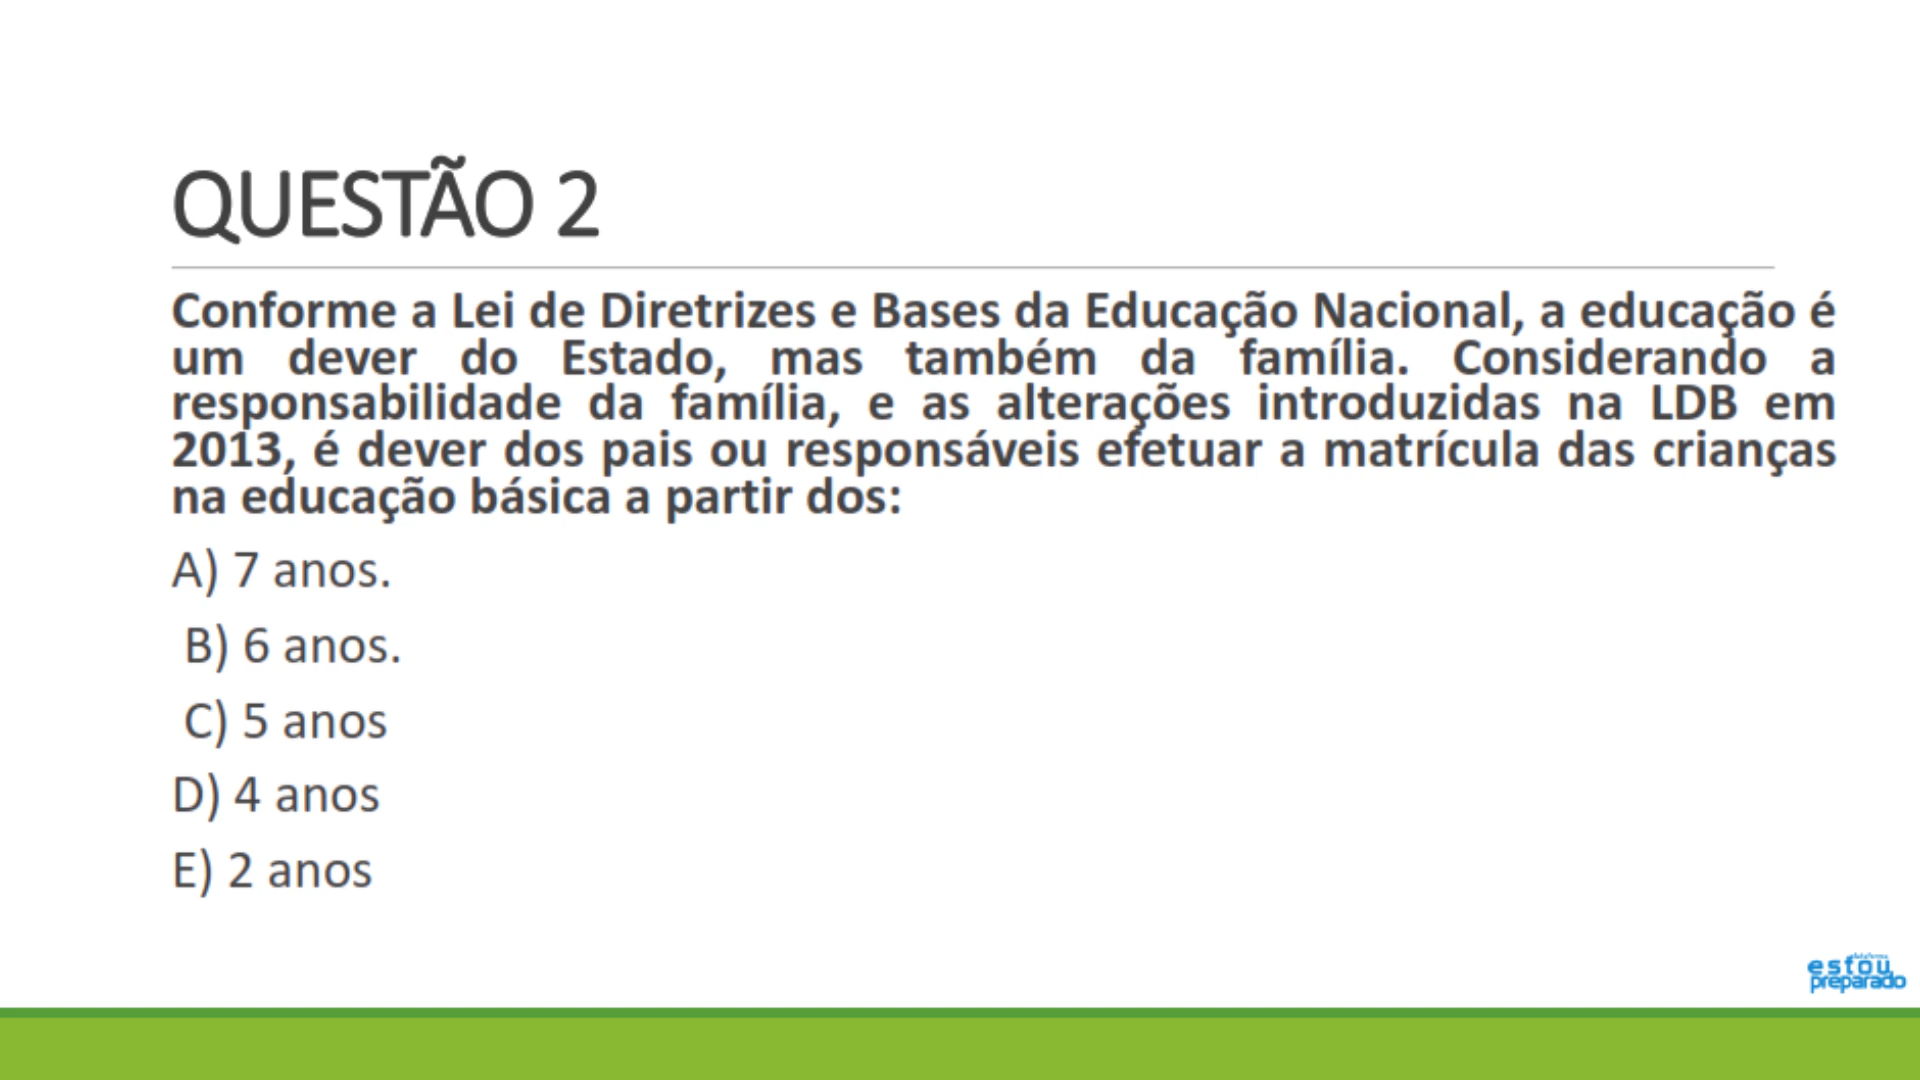 QUESTÃO 2
Conforme a Lei de Diretrizes e Bases da Educação Nacional, a educação é
um dever do Estado, mas também da família. Considerando a
responsabilidade da família, e as alterações introduzidas na LDB em
2013, é dever dos pais ou responsáveis efetuar a matrícula das crianças
na educação básica a partir dos:
A) 7 anos.
B) 6 anos.
C) 5 anos
D) 4 anos
E) 2 anos
estou
preparado